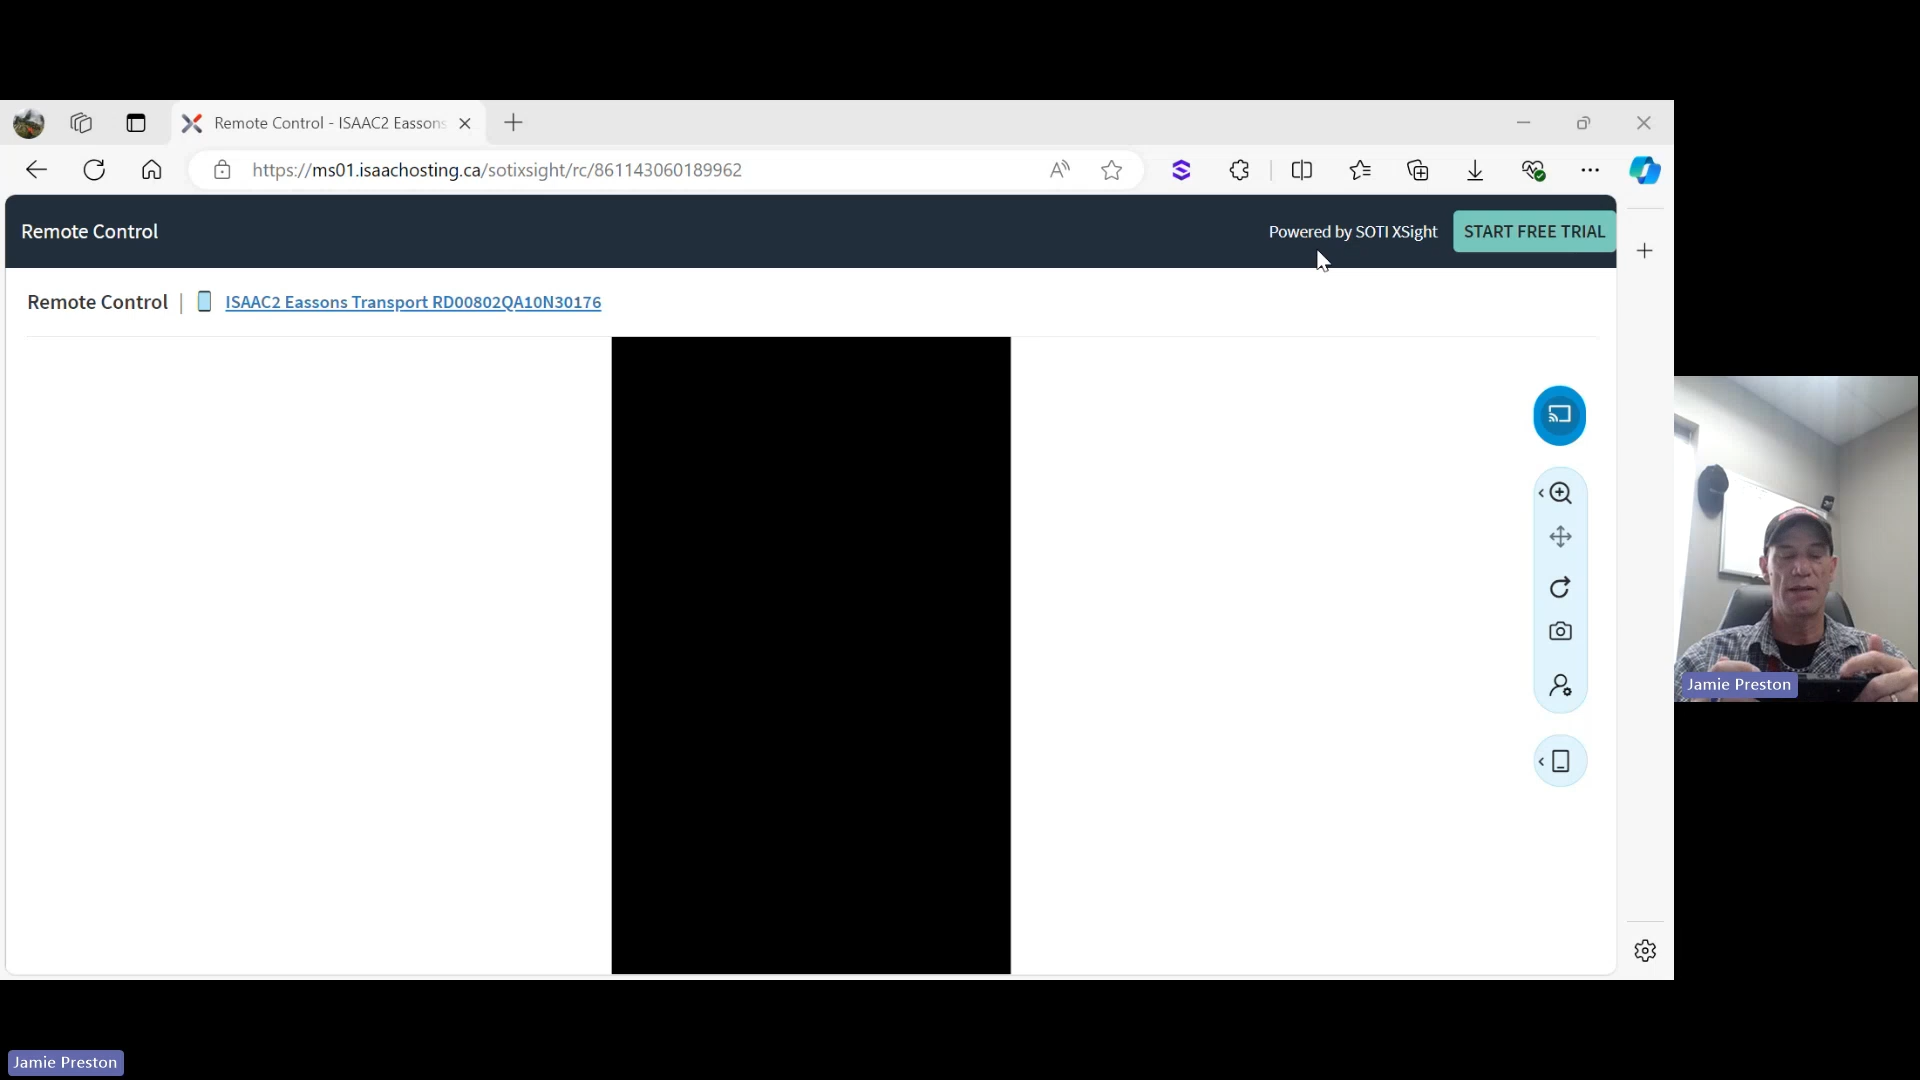 Remote Control - ISAAC2 Eassons
https://ms01.isaachosting.ca/sotixsight/rc/861143060189962
Remote Control
Powered by SOTI XSight
START FREE TRIAL
Remote Control
ISAAC2 Eassons Transport RD00802QA10N30176
Jamie Preston
Jamie Preston